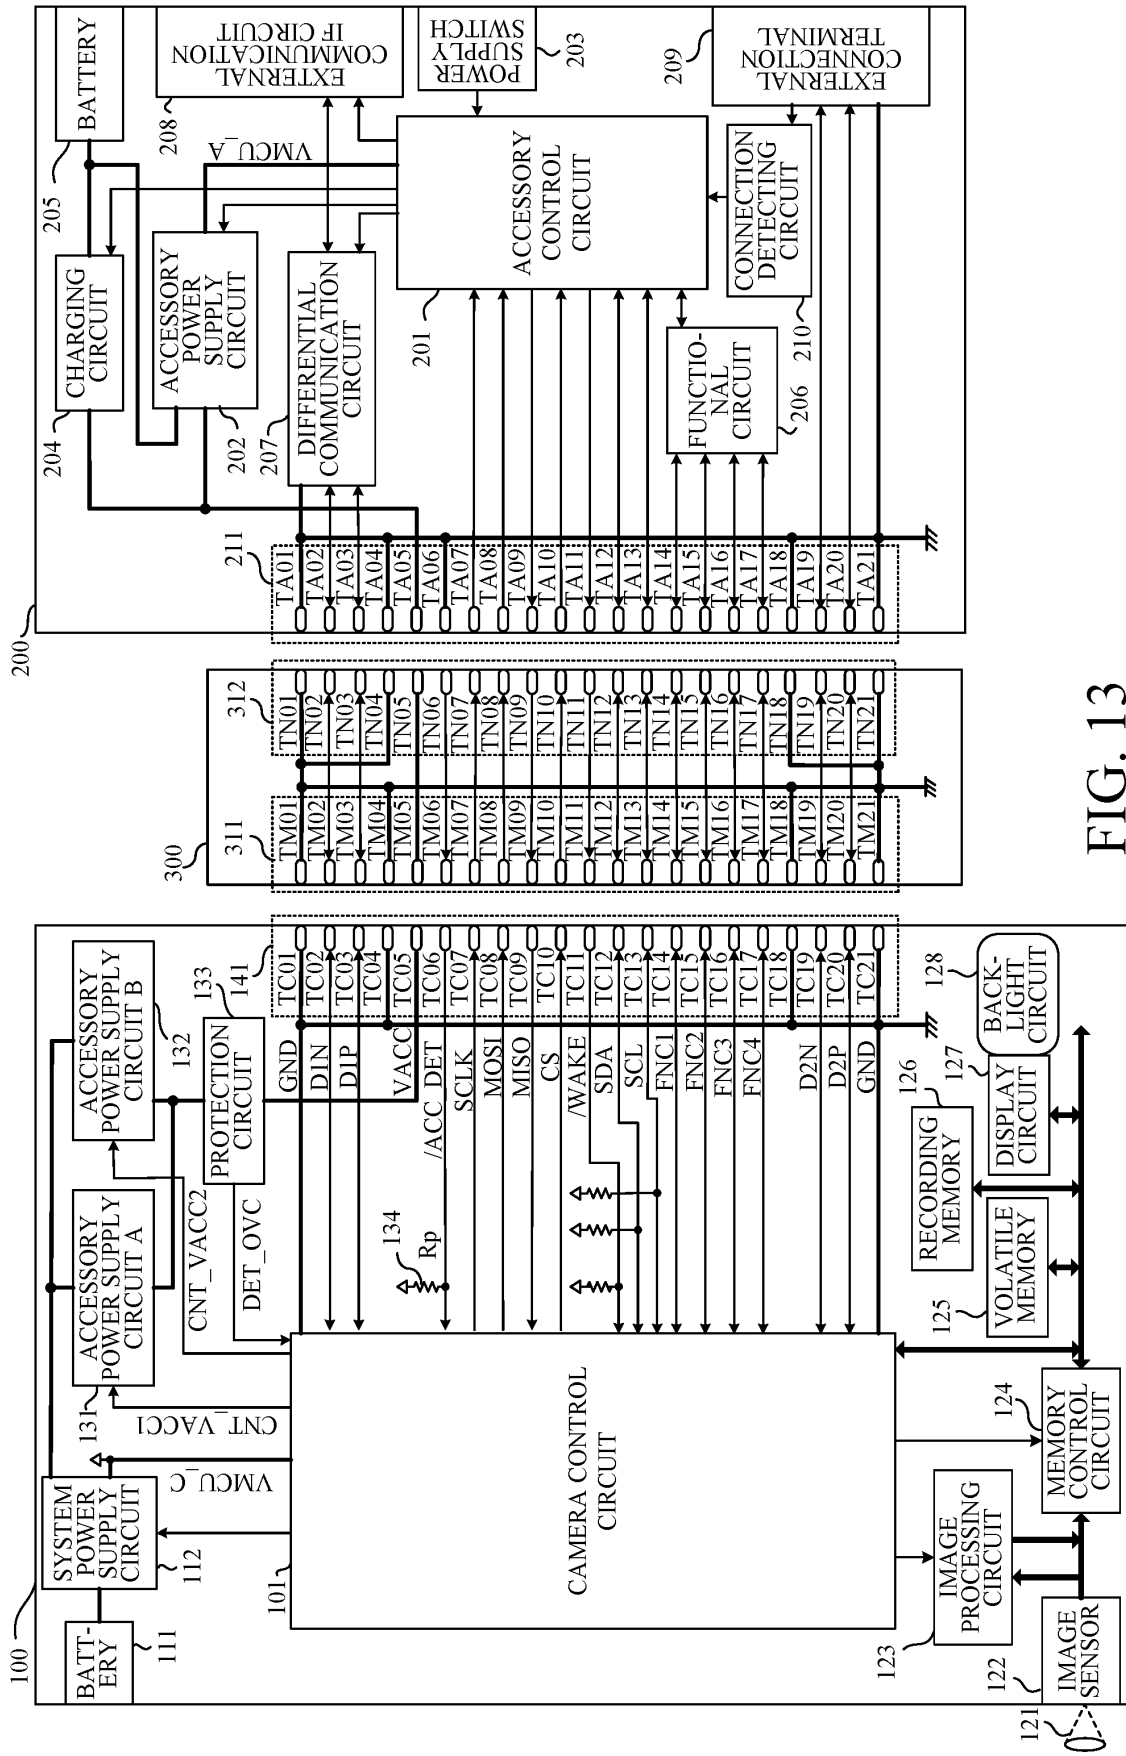 100
BATT-
ERY
111
SYSTEM
POWER
SUPPLY
CIRCUIT
112
ACCESSORY
POWER SUPPLY
CIRCUIT A
131
ACCESSORY
POWER SUPPLY
CIRCUIT B
132
PROTECTION
CIRCUIT
133
141
VMCU_C
CNT_VACC1
CNT_VACC2
DET_OVC
134
Rp
101
CAMERA CONTROL
CIRCUIT
GND
D1N
D1P
VACC
/ACC_DET
SCLK
MOSI
MISO
CS
/WAKE
SDA
SCL
FNC1
FNC2
FNC3
FNC4
D2N
D2P
GND
TC01
TC02
TC03
TC04
TC05
TC06
TC07
TC08
TC09
TC10
TC11
TC12
TC13
TC14
TC15
TC16
TC17
TC18
TC19
TC20
TC21
121
IMAGE
SENSOR
122
IMAGE
PROCESSING
CIRCUIT
123
MEMORY
CONTROL
CIRCUIT
124
VOLATILE
MEMORY
125
RECORDING
MEMORY
126
DISPLAY
CIRCUIT
127
BACK-
LIGHT
CIRCUIT
128
300
311
TM01
TM02
TM03
TM04
TM05
TM06
TM07
TM08
TM09
TM10
TM11
TM12
TM13
TM14
TM15
TM16
TM17
TM18
TM19
TM20
TM21
312
TN01
TN02
TN03
TN04
TN05
TN06
TN07
TN08
TN09
TN10
TN11
TN12
TN13
TN14
TN15
TN16
TN17
TN18
TN19
TN20
TN21
200
211
TA01
TA02
TA03
TA04
TA05
TA06
TA07
TA08
TA09
TA10
TA11
TA12
TA13
TA14
TA15
TA16
TA17
TA18
TA19
TA20
TA21
204
CHARGING
CIRCUIT
205
BATTERY
202
ACCESSORY
POWER
SUPPLY
CIRCUIT
VMCU_A
207
DIFFERENTIAL
COMMUNICATION
CIRCUIT
208
EXTERNAL
COMMUNICATION
IF CIRCUIT
201
ACCESSORY
CONTROL
CIRCUIT
POWER
SUPPLY
SWITCH
203
FUNCTIO-
NAL
CIRCUIT
206
CONNECTION
DETECTING
CIRCUIT
210
209
EXTERNAL
CONNECTION
TERMINAL
FIG. 13